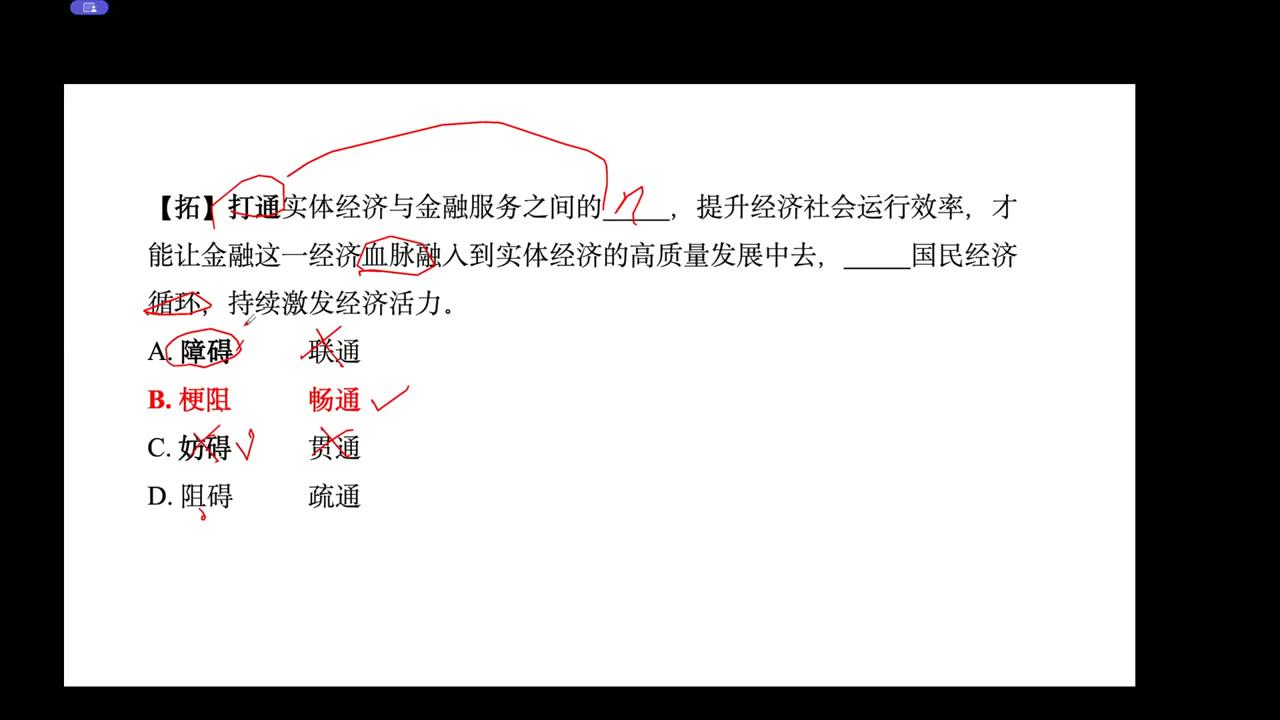 【拓】打通实体经济与金融服务之间的_____，提升经济社会运行效率，才
能让金融这一经济血脉融入到实体经济的高质量发展中去，_____国民经济
循环，持续激发经济活力。
A. 障碍 联通
B. 梗阻 畅通
C. 妨碍 贯通
D. 阻碍 疏通